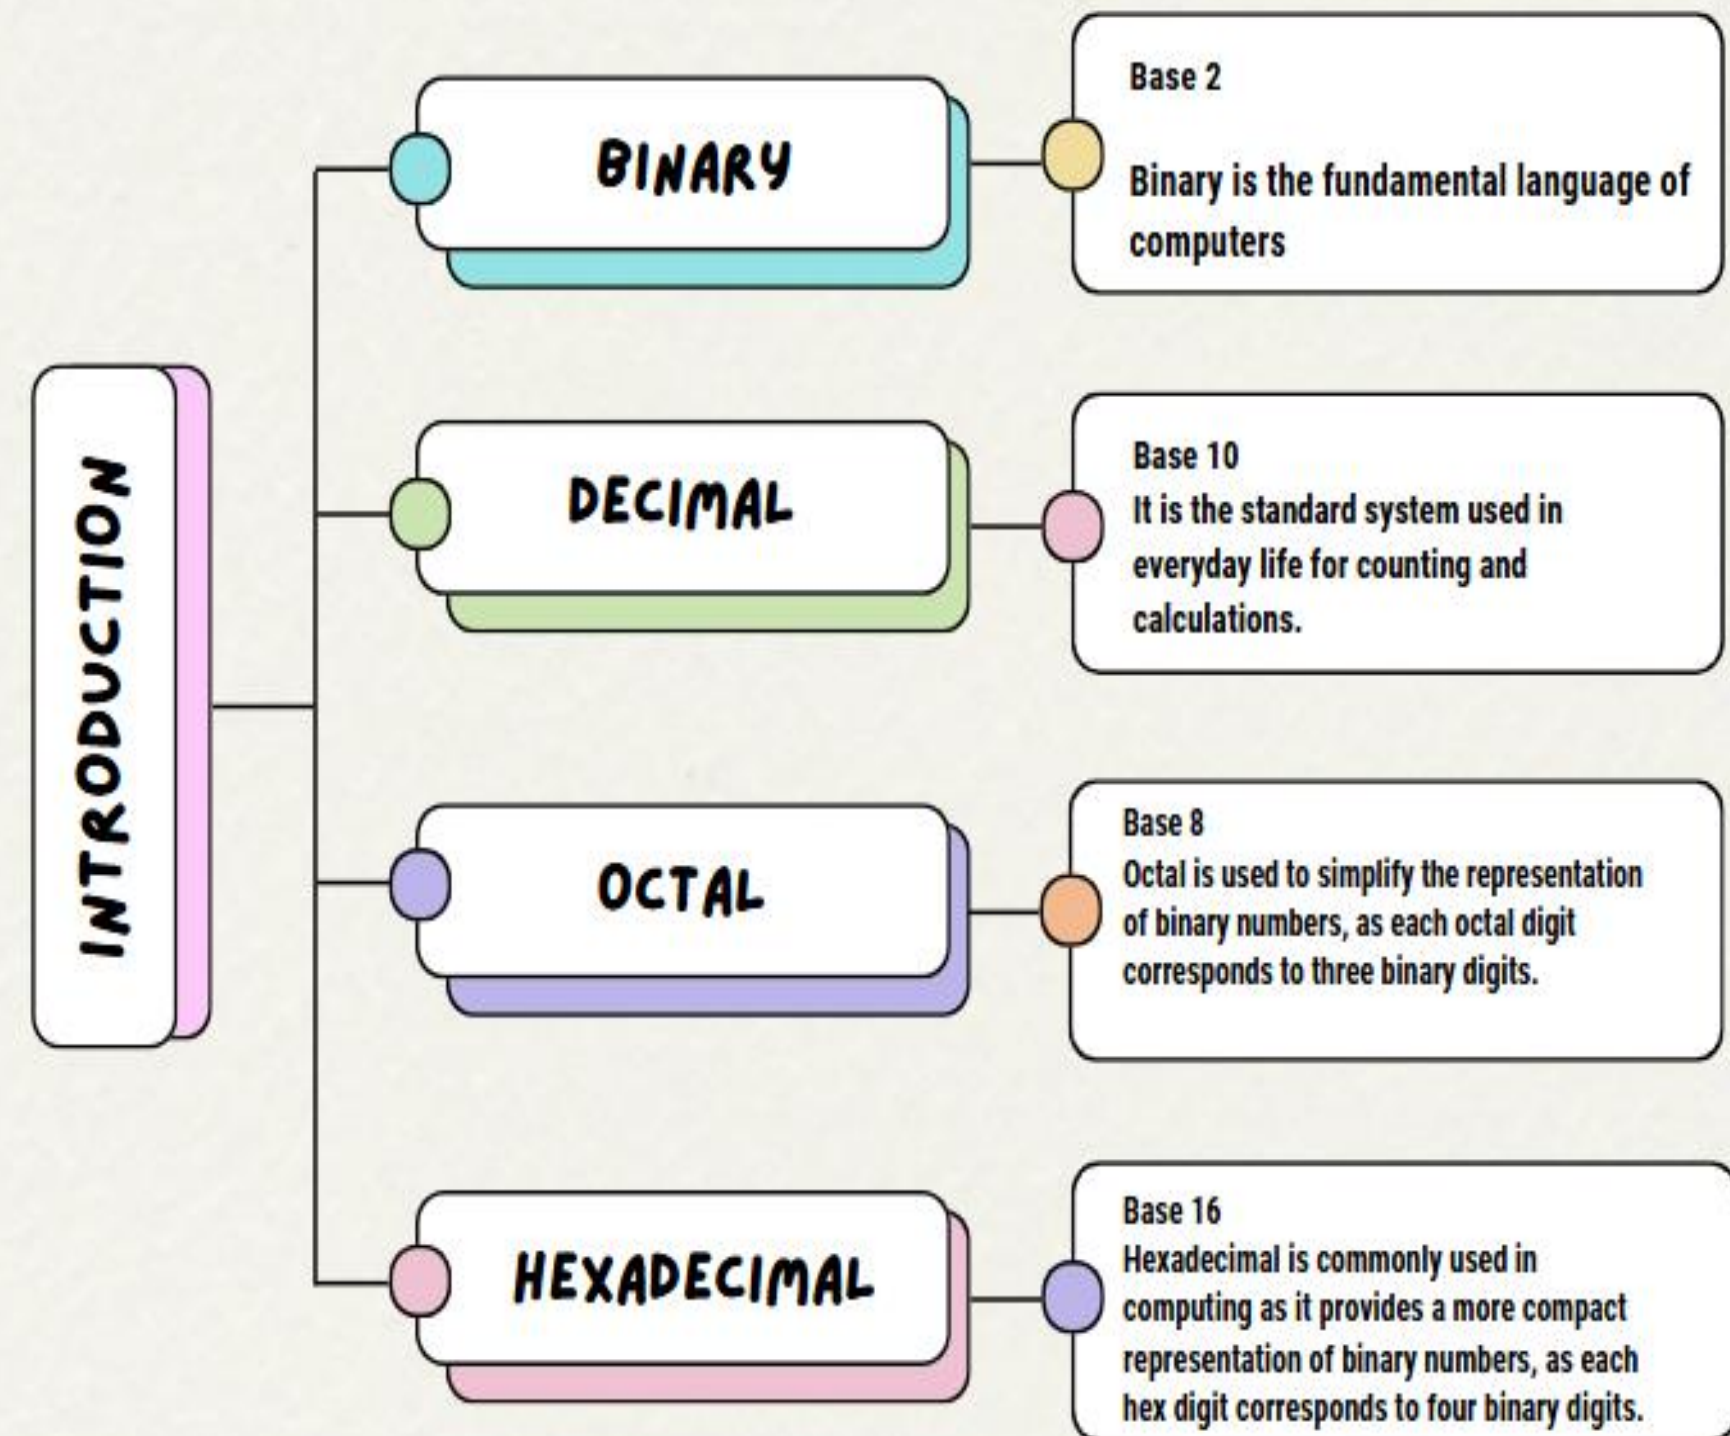 INTRODUCTION
BINARY
Base 2
Binary is the fundamental language of
computers
DECIMAL
Base 10
It is the standard system used in
everyday life for counting and
calculations.
OCTAL
Base 8
Octal is used to simplify the representation
of binary numbers, as each octal digit
corresponds to three binary digits.
HEXADECIMAL
Base 16
Hexadecimal is commonly used in
computing as it provides a more compact
representation of binary numbers, as each
hex digit corresponds to four binary digits.